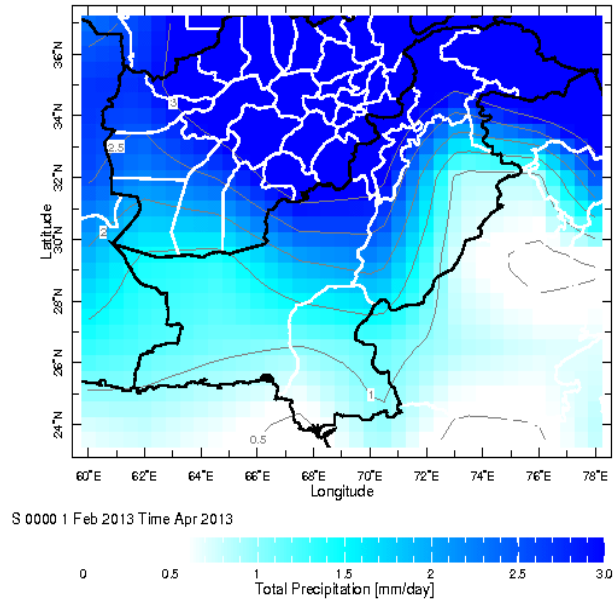 36˚N
34˚N
32˚N
30˚N
28˚N
26˚N
24˚N
Latitude
3
2.5
2
1
0.5
60˚E 62˚E 64˚E 66˚E 68˚E 70˚E 72˚E 74˚E 76˚E 78˚E
Longitude
S 0000 1 Feb 2013 Time Apr 2013
0 0.5 1 1.5 2 2.5 3.0
Total Precipitation [mm/day]